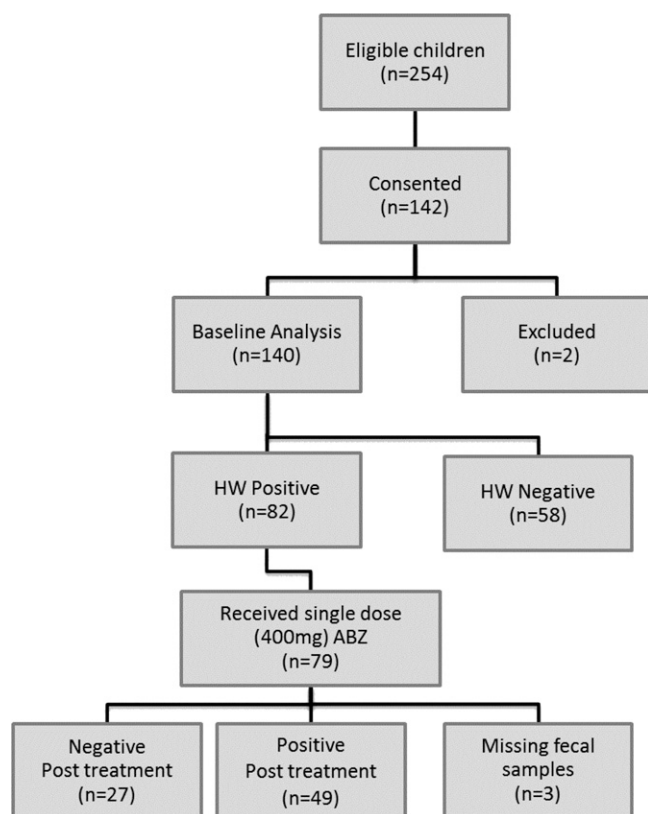 Eligible children
(n=254)
Consented
(n=142)
Baseline Analysis
(n=140)
Excluded
(n=2)
HW Positive
(n=82)
HW Negative
(n=58)
Received single dose
(400mg) ABZ
(n=79)
Negative
Post treatment
(n=27)
Positive
Post treatment
(n=49)
Missing fecal
samples
(n=3)